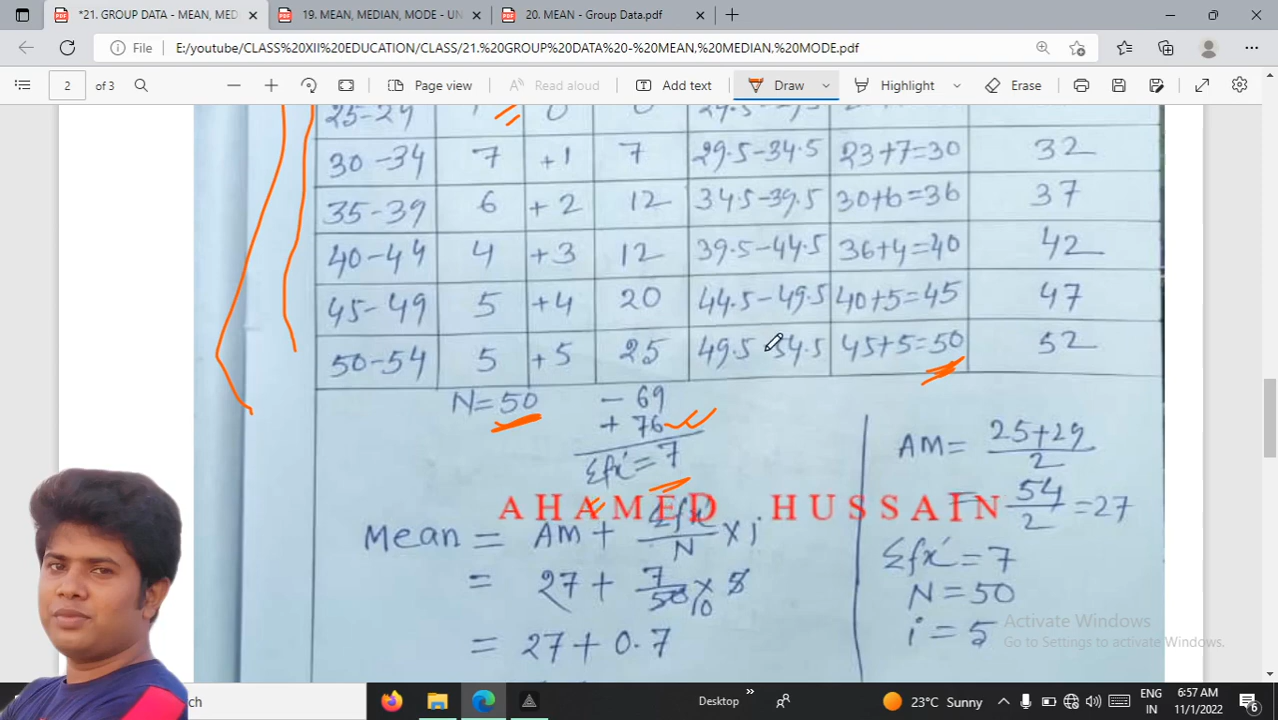 *21. GROUP DATA - MEAN, MED
19. MEAN, MEDIAN, MODE - UN
20. MEAN - Group Data.pdf
File
E:/youtube/CLASS%20XII%20EDUCATION/CLASS/21.%20GROUP%20DATA%20-%20MEAN,%20MEDIAN,%20MODE.pdf
2 of 3
Page view
Read aloud
Add text
Draw
Highlight
Erase
25-29 0 0
30-34 7 +1 7 29.5-34.5 23+7=30 32
35-39 6 +2 12 34.5-39.5 30+6=36 37
40-44 4 +3 12 39.5-44.5 36+4=40 42
45-49 5 +4 20 44.5-49.5 40+5=45 47
50-54 5 +5 25 49.5 54.5 45+5=50 52
N=50 - 69
+ 76
Σfx'=7
AM= 25+29
2
AHAMED HUSSAIN
= 54
2 =27
Mean = AM+ Σfx'
N ×i
Σfx'=7
= 27+ 7
50 × 5
10
N=50
i=5
= 27+0.7
Activate Windows
Go to Settings to activate Windows.
rch
Desktop
23°C Sunny
ENG
IN
6:57 AM
11/1/2022
6